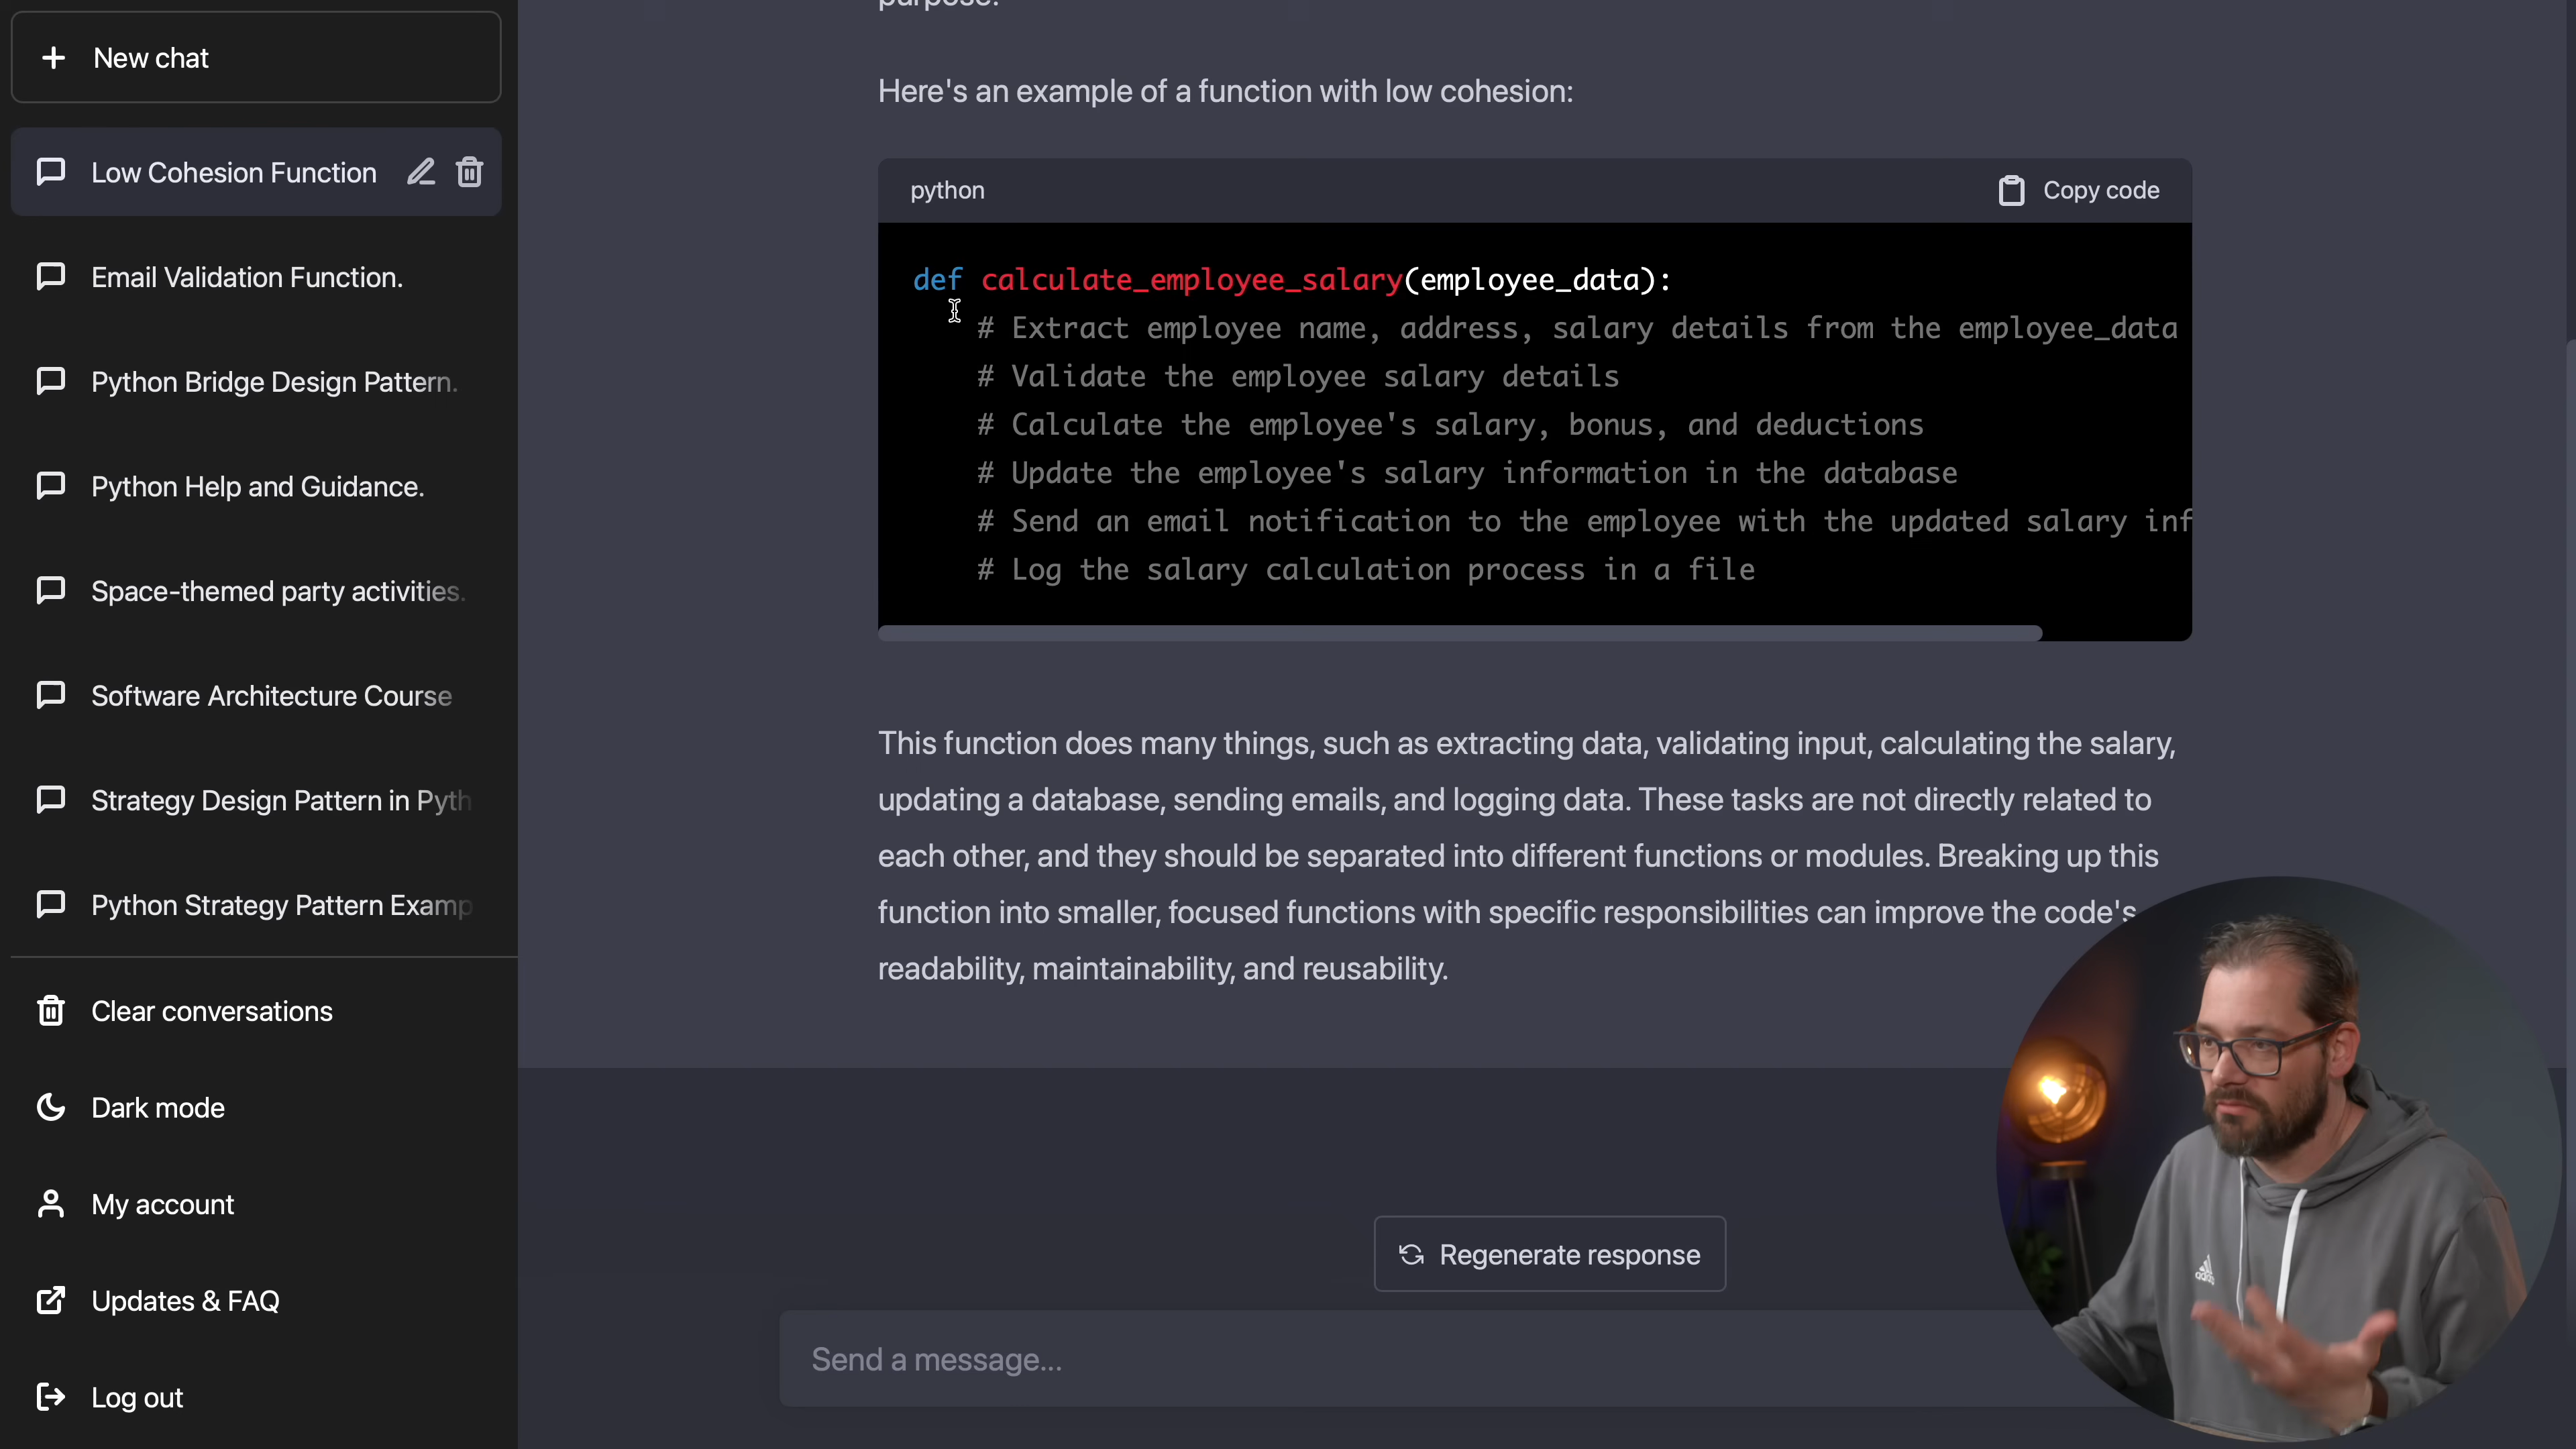 New chat
Low Cohesion Function
Email Validation Function.
Python Bridge Design Pattern.
Python Help and Guidance.
Space-themed party activities.
Software Architecture Course
Strategy Design Pattern in Pyth
Python Strategy Pattern Examp
Clear conversations
Dark mode
My account
Updates & FAQ
Log out
purpose.
Here's an example of a function with low cohesion:
python
Copy code
def calculate_employee_salary(employee_data):
# Extract employee name, address, salary details from the employee_data
# Validate the employee salary details
# Calculate the employee's salary, bonus, and deductions
# Update the employee's salary information in the database
# Send an email notification to the employee with the updated salary inf
# Log the salary calculation process in a file
This function does many things, such as extracting data, validating input, calculating the salary,
updating a database, sending emails, and logging data. These tasks are not directly related to
each other, and they should be separated into different functions or modules. Breaking up this
function into smaller, focused functions with specific responsibilities can improve the code's
readability, maintainability, and reusability.
Regenerate response
Send a message...
adidas